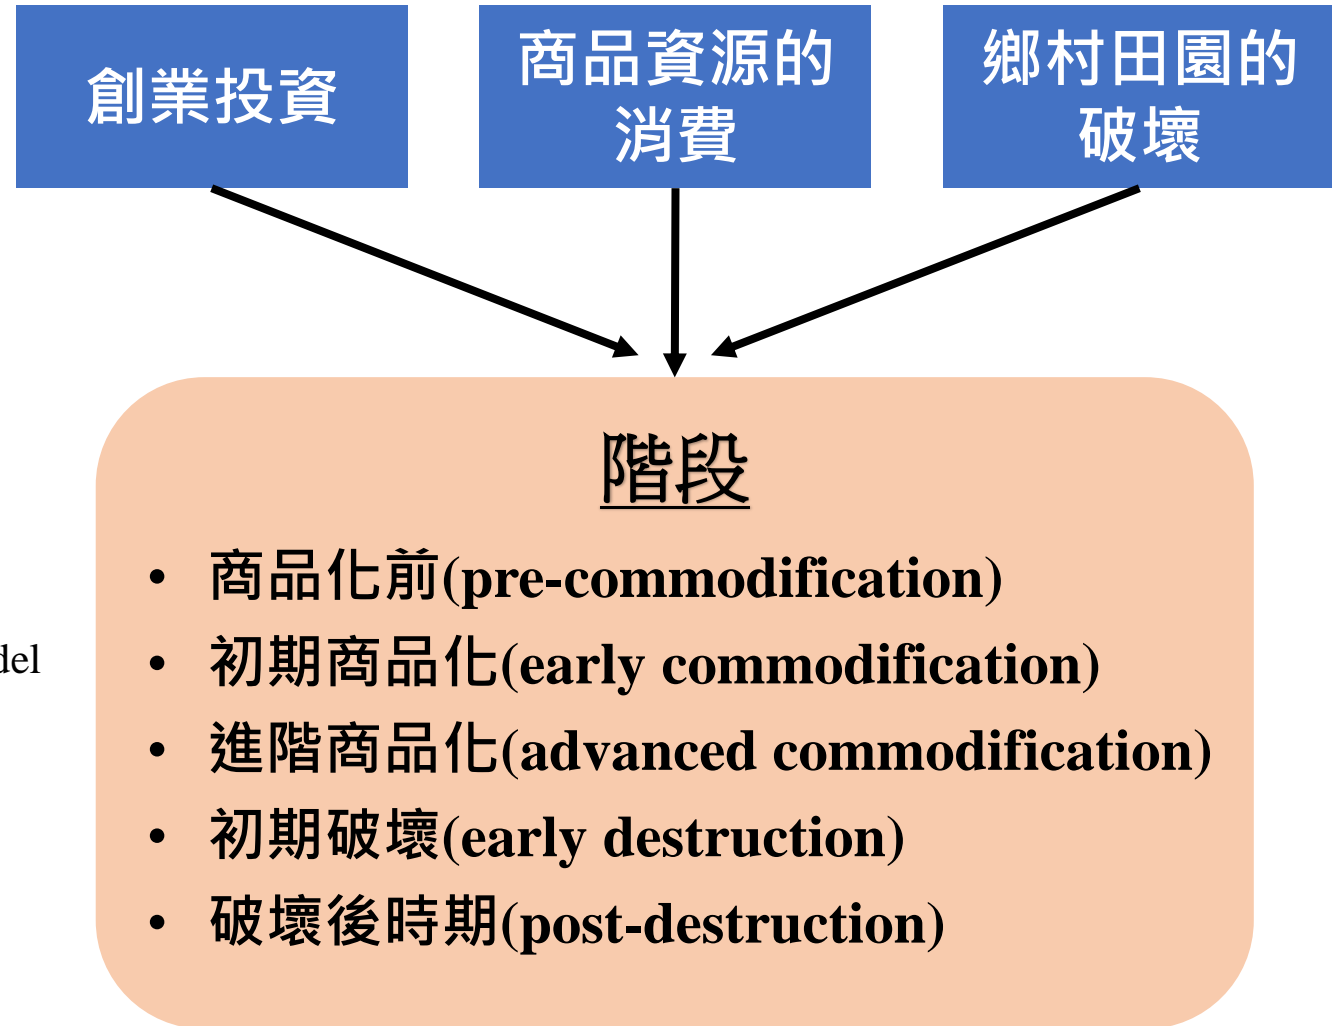 創業投資
商品資源的
消費
鄉村田園的
破壞
階段
• 商品化前(pre-commodification)
• 初期商品化(early commodification)
del
• 進階商品化(advanced commodification)
• 初期破壞(early destruction)
• 破壞後時期(post-destruction)